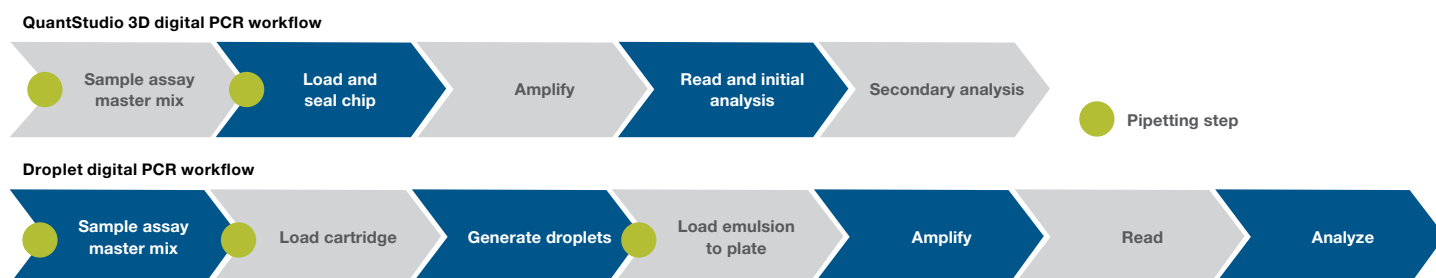 QuantStudio 3D digital PCR workflow
Sample assay
master mix
Load and
seal chip
Amplify
Read and initial
analysis
Secondary analysis
Pipetting step
Droplet digital PCR workflow
Sample assay
master mix
Load cartridge
Generate droplets
Load emulsion
to plate
Amplify
Read
Analyze